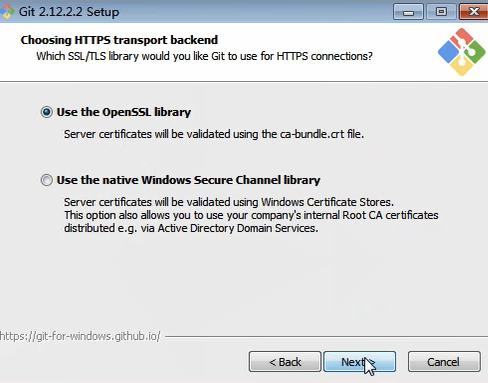 Git 2.12.2.2 Setup
Choosing HTTPS transport backend
Which SSL/TLS library would you like Git to use for HTTPS connections?
Use the OpenSSL library
Server certificates will be validated using the ca-bundle.crt file.
Use the native Windows Secure Channel library
Server certificates will be validated using Windows Certificate Stores.
This option also allows you to use your company's internal Root CA certificates
distributed e.g. via Active Directory Domain Services.
https://git-for-windows.github.io/
< Back
Next >
Cancel